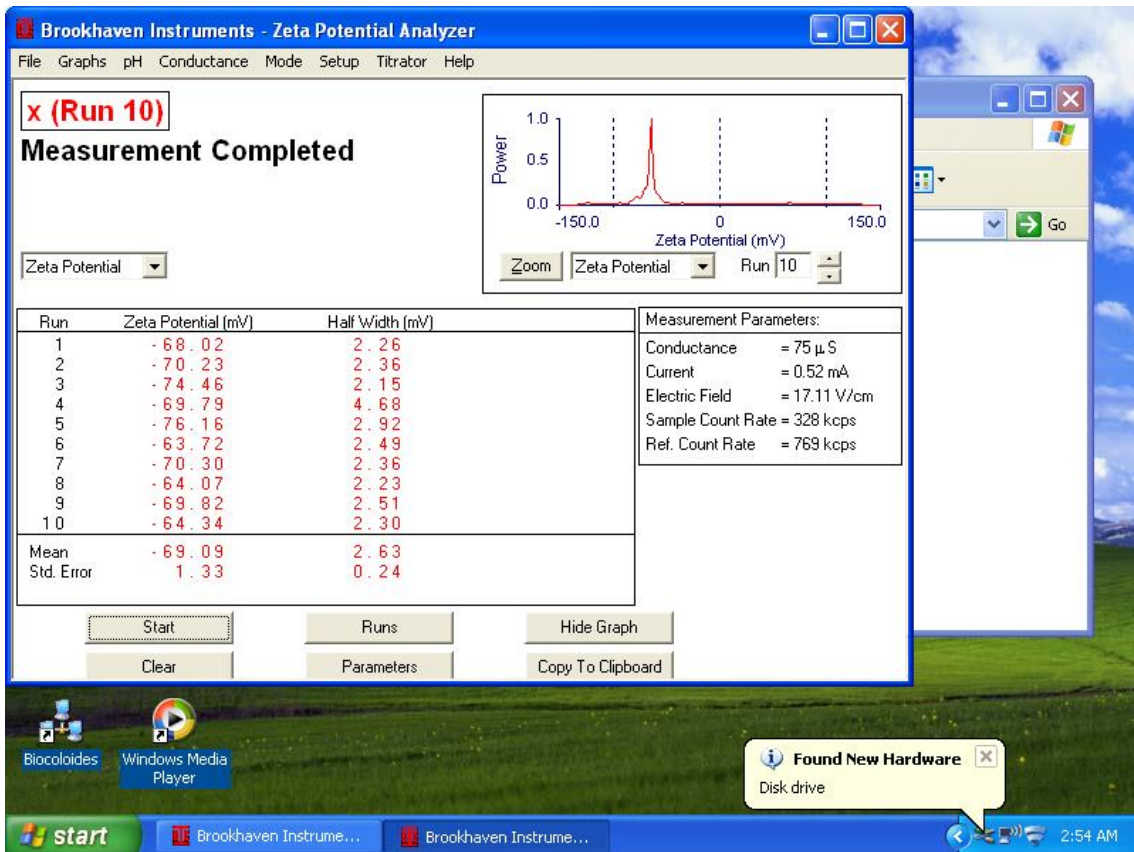 Brookhaven Instruments - Zeta Potential Analyzer
File Graphs pH Conductance Mode Setup Titrator Help
x (Run 10)
Measurement Completed
Zeta Potential
Power
1.0
0.5
0.0
-150.0 0 150.0
Zeta Potential (mV)
Zoom Zeta Potential Run 10
Go
Run Zeta Potential (mV) Half Width (mV)
1 -68.02 2.26
2 -70.23 2.36
3 -74.46 2.15
4 -69.79 4.68
5 -76.16 2.92
6 -63.72 2.49
7 -70.30 2.36
8 -64.07 2.23
9 -69.82 2.51
10 -64.34 2.30
Mean -69.09 2.63
Std. Error 1.33 0.24
Measurement Parameters:
Conductance = 75 µS
Current = 0.52 mA
Electric Field = 17.11 V/cm
Sample Count Rate = 328 kcps
Ref. Count Rate = 769 kcps
Start Runs Hide Graph
Clear Parameters Copy To Clipboard
Biocoloides
Windows Media
Player
Found New Hardware
Disk drive
start Brookhaven Instrume... Brookhaven Instrume... 2:54 AM